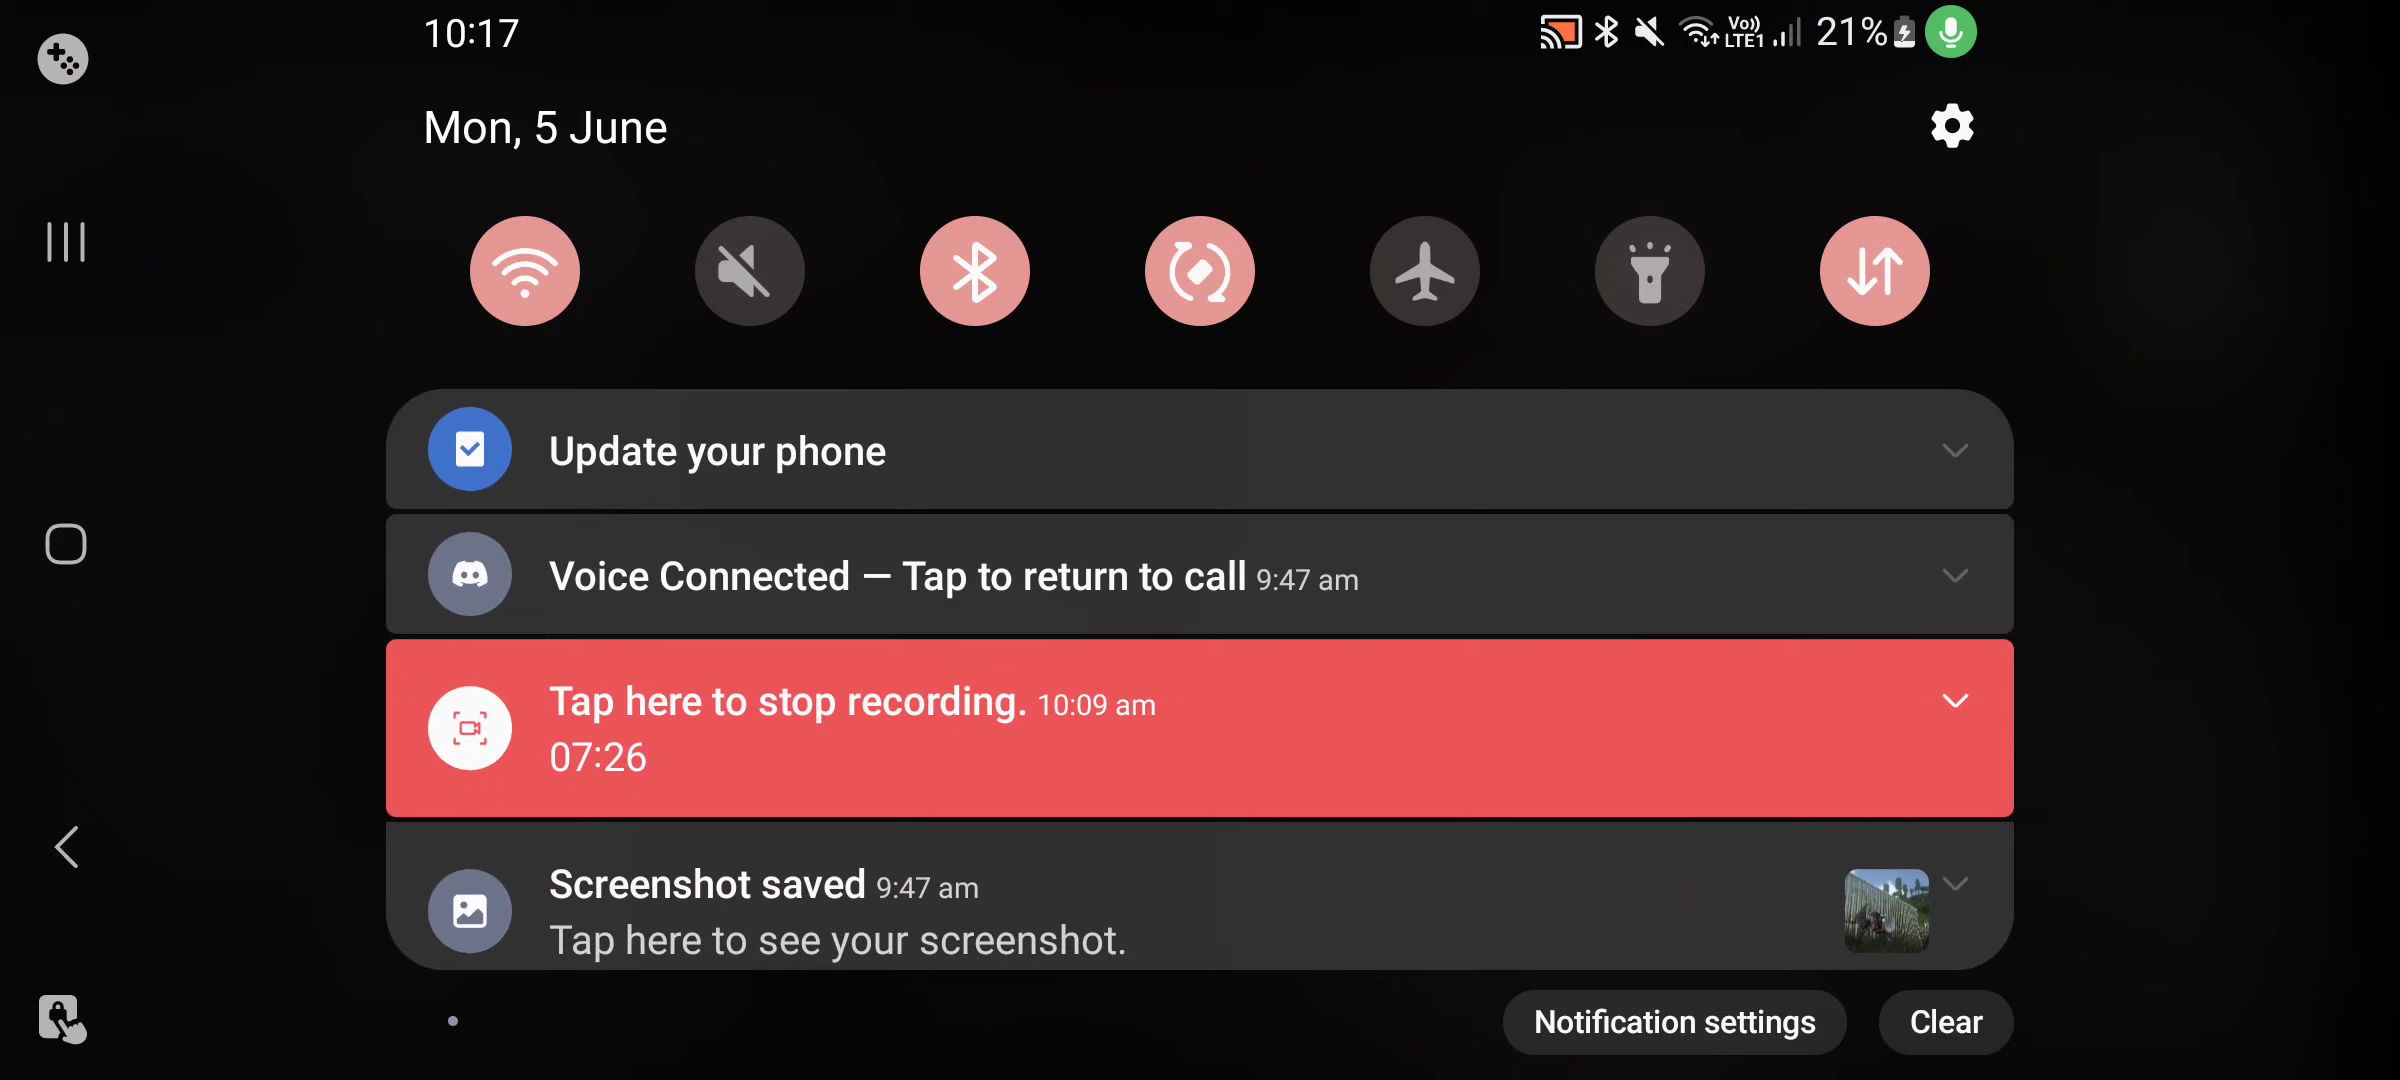 10:17
Vo)) LTE1 21%
Mon, 5 June
Update your phone
Voice Connected — Tap to return to call 9:47 am
Tap here to stop recording. 10:09 am
07:26
Screenshot saved 9:47 am
Tap here to see your screenshot.
Notification settings Clear